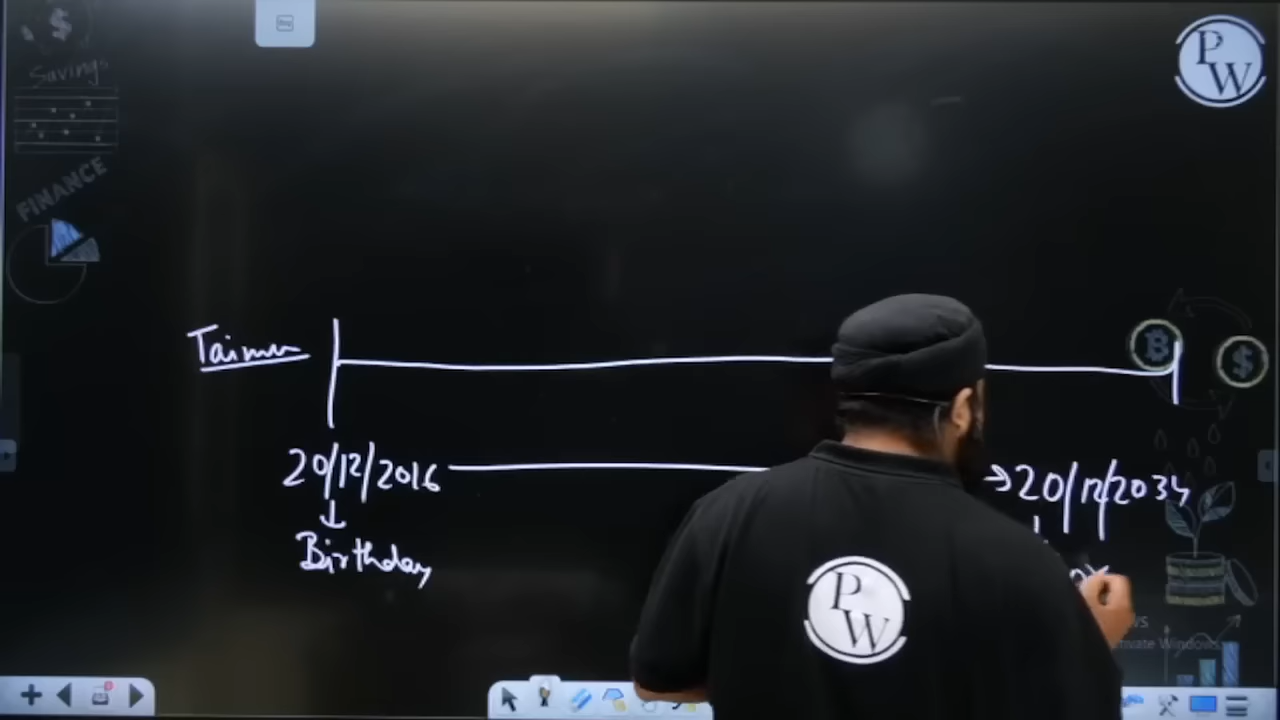 $
Savings
FINANCE
P
W
Taimur
B
$
20/12/2016
20/12/2034
Birthday
P
W